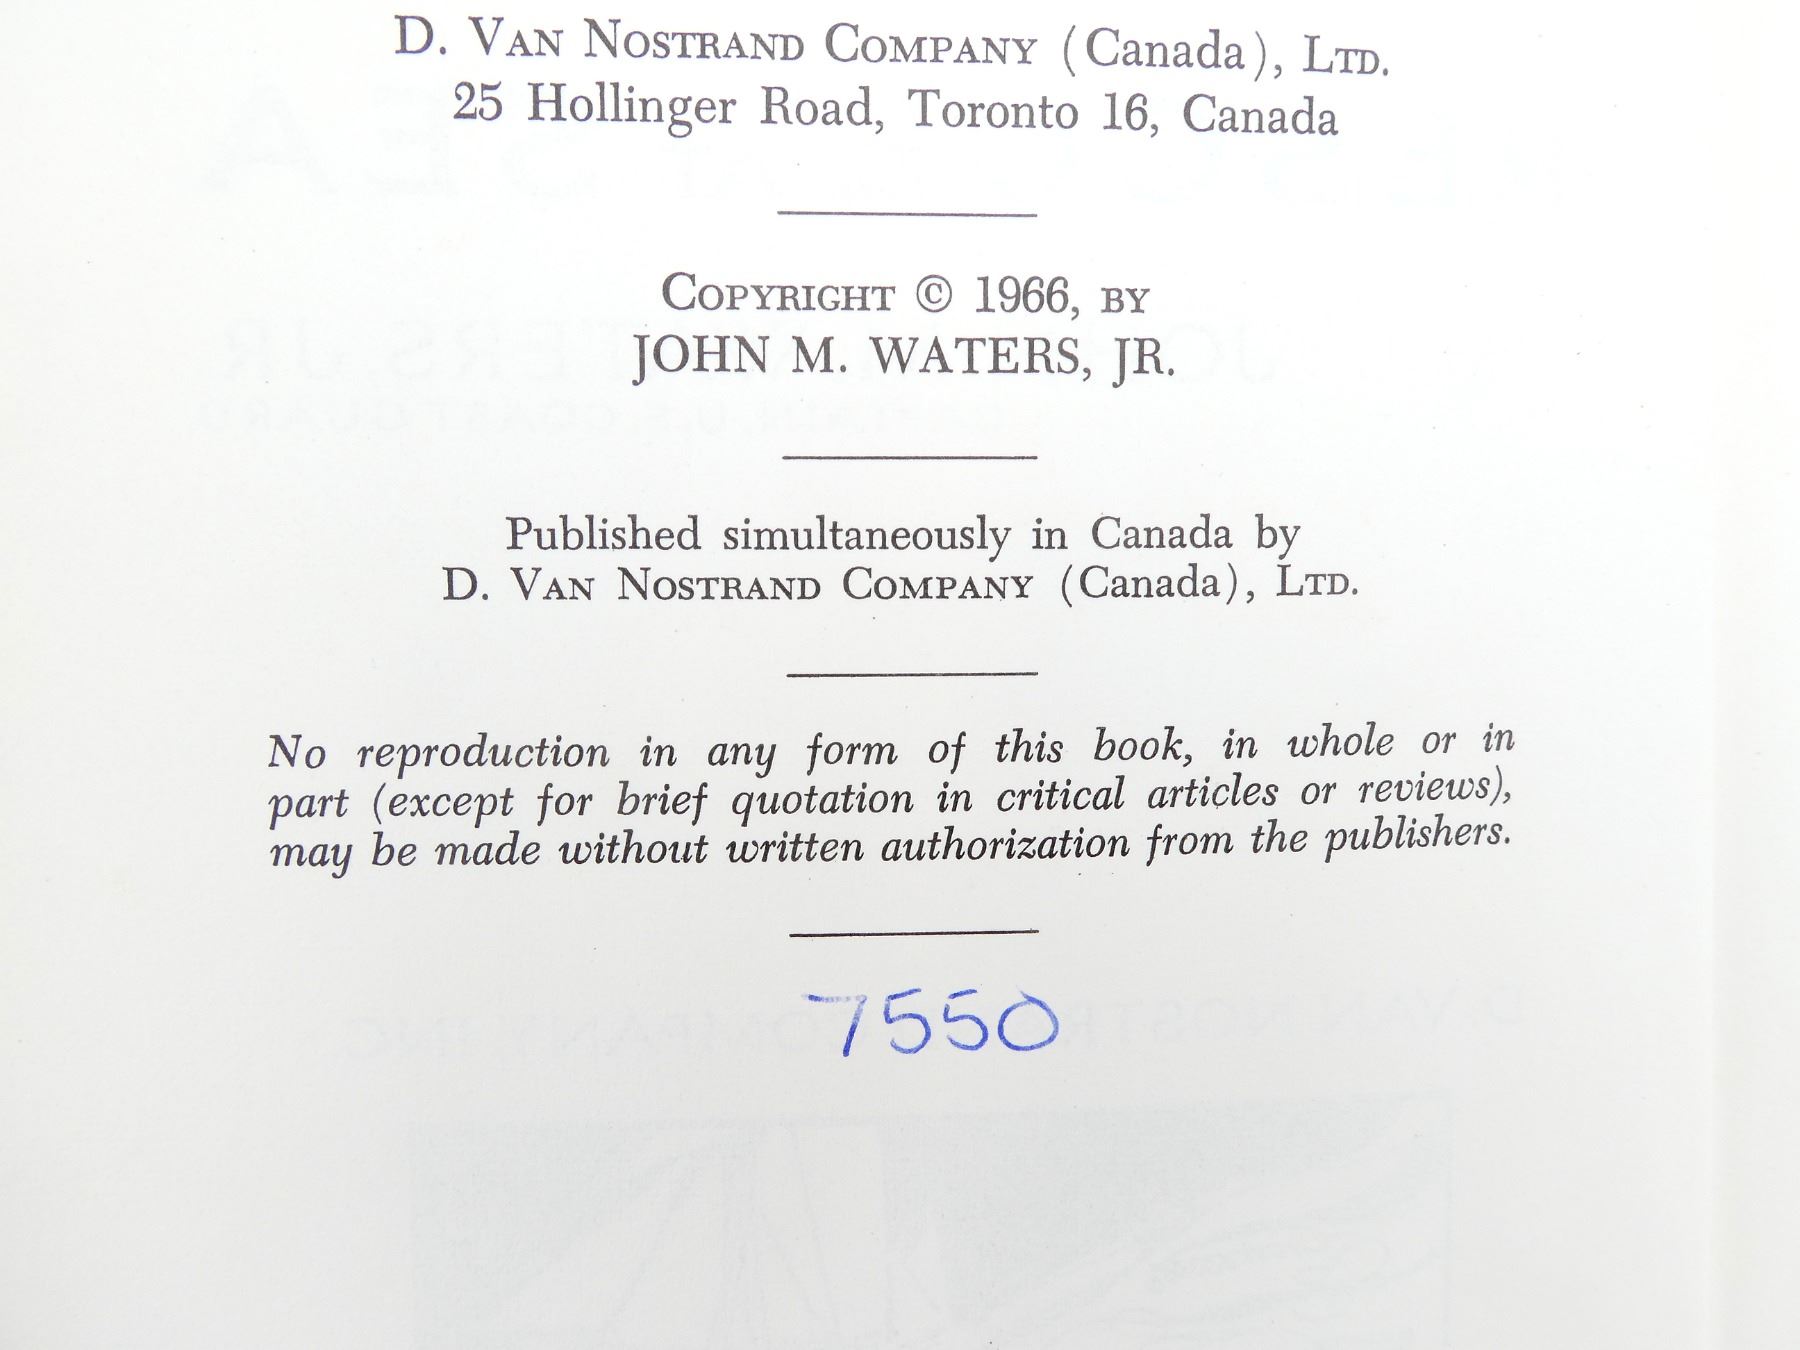 D. VAN NOSTRAND COMPANY (Canada), LTD.
25 Hollinger Road, Toronto 16, Canada
COPYRIGHT © 1966, BY
JOHN M. WATERS, JR.
Published simultaneously in Canada by
D. VAN NOSTRAND COMPANY (Canada), LTD.
No reproduction in any form of this book, in whole or in
part (except for brief quotation in critical articles or reviews),
may be made without written authorization from the publishers.
7550